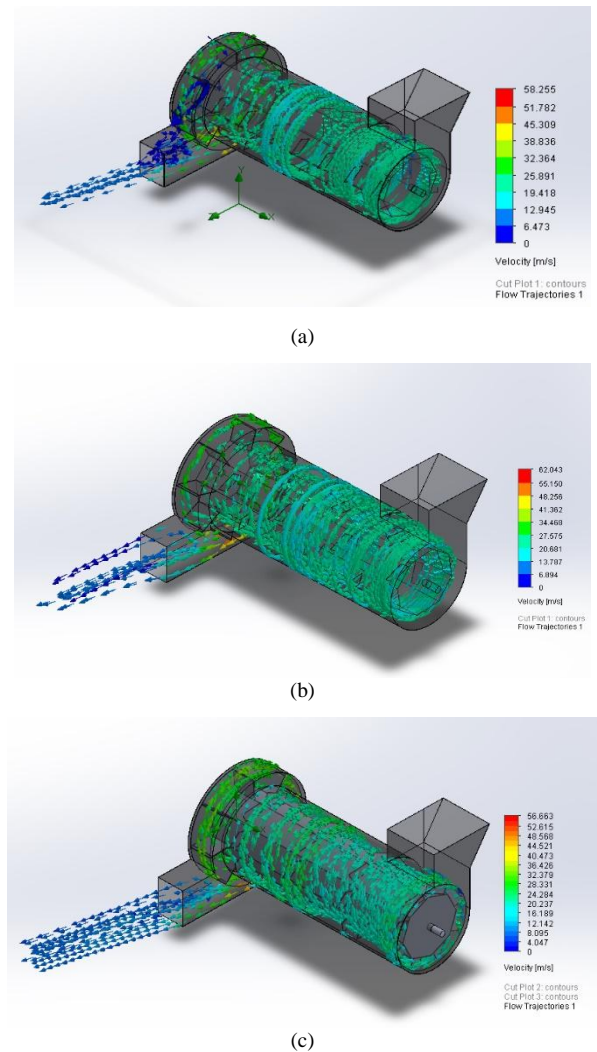 58.255
51.782
45.309
38.836
32.364
25.891
19.418
12.945
6.473
0
Velocity [m/s]
Cut Plot 1: contours
Flow Trajectories 1
Y
Z
X
(a)
62.043
55.150
48.256
41.362
34.468
27.575
20.681
13.787
6.894
0
Velocity [m/s]
Cut Plot 1: contours
Flow Trajectories 1
(b)
56.663
52.615
48.568
44.521
40.473
36.426
32.379
28.331
24.284
20.237
16.189
12.142
8.095
4.047
0
Velocity [m/s]
Cut Plot 2: contours
Cut Plot 3: contours
Flow Trajectories 1
(c)